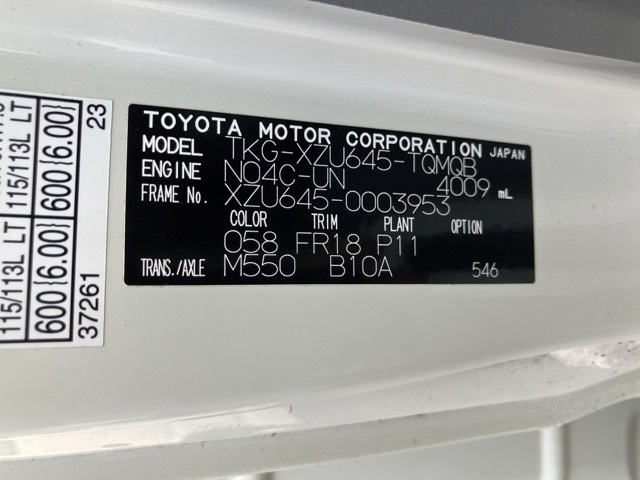 TOYOTA MOTOR CORPORATION JAPAN
MODEL TKG-XZU645-TQMQB
ENGINE N04C-UN 4009 mL
FRAME No. XZU645-0003953
COLOR TRIM PLANT OPTION
058 FR18 P11
TRANS./AXLE M550 B10A 546
115/113L LT 115/113L LT
600{6.00} 600{6.00}
37261 23